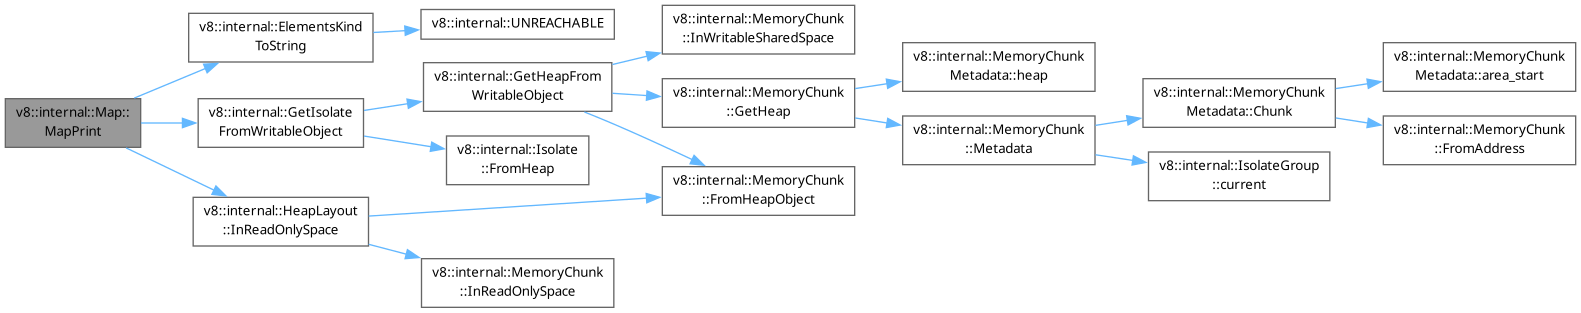 v8::internal::Map::
MapPrint
v8::internal::ElementsKind
ToString
v8::internal::UNREACHABLE
v8::internal::GetIsolate
FromWritableObject
v8::internal::GetHeapFrom
WritableObject
v8::internal::MemoryChunk
::InWritableSharedSpace
v8::internal::MemoryChunk
::GetHeap
v8::internal::MemoryChunk
Metadata::heap
v8::internal::MemoryChunk
::Metadata
v8::internal::MemoryChunk
Metadata::Chunk
v8::internal::MemoryChunk
Metadata::area_start
v8::internal::MemoryChunk
::FromAddress
v8::internal::IsolateGroup
::current
v8::internal::MemoryChunk
::FromHeapObject
v8::internal::Isolate
::FromHeap
v8::internal::HeapLayout
::InReadOnlySpace
v8::internal::MemoryChunk
::InReadOnlySpace